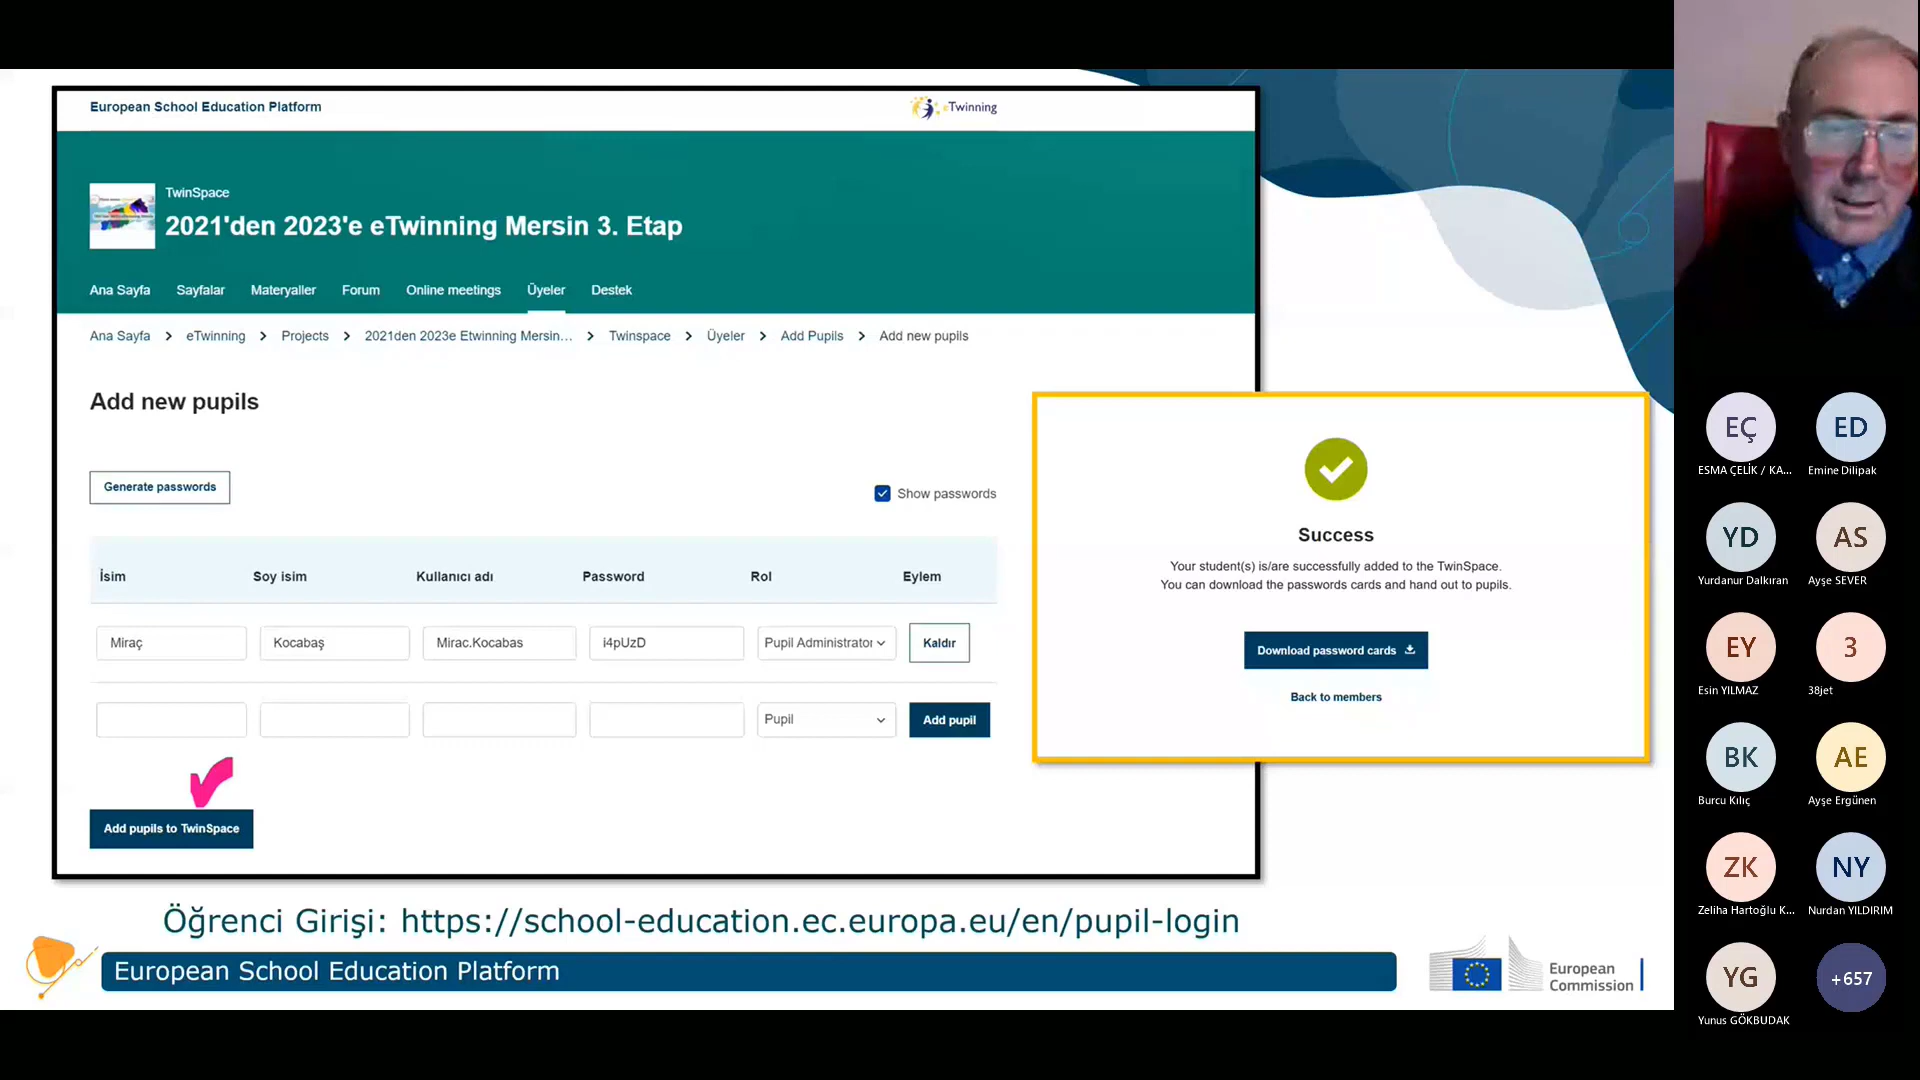 European School Education Platform
eTwinning
TwinSpace
2021'den 2023'e eTwinning Mersin 3. Etap
Ana Sayfa Sayfalar Materyaller Forum Online meetings Üyeler Destek
Ana Sayfa > eTwinning > Projects > 2021den 2023e Etwinning Mersin... > Twinspace > Üyeler > Add Pupils > Add new pupils
Add new pupils
Generate passwords
Show passwords
İsim Soy isim Kullanıcı adı Password Rol Eylem
Miraç Kocabaş Mirac.Kocabas i4pUzD Pupil Administrator Kaldır
Pupil Add pupil
Add pupils to TwinSpace
Success
Your student(s) is/are successfully added to the TwinSpace.
You can download the passwords cards and hand out to pupils.
Download password cards
Back to members
Öğrenci Girişi: https://school-education.ec.europa.eu/en/pupil-login
European School Education Platform
European
Commission
EÇ ED
ESMA ÇELİK / KA... Emine Dilipak
YD AS
Yurdanur Dalkıran Ayşe SEVER
EY 3
Esin YILMAZ 38jet
BK AE
Burcu Kılıç Ayşe Ergünen
ZK NY
Zeliha Hartoğlu K... Nurdan YILDIRIM
YG +657
Yunus GÖKBUDAK